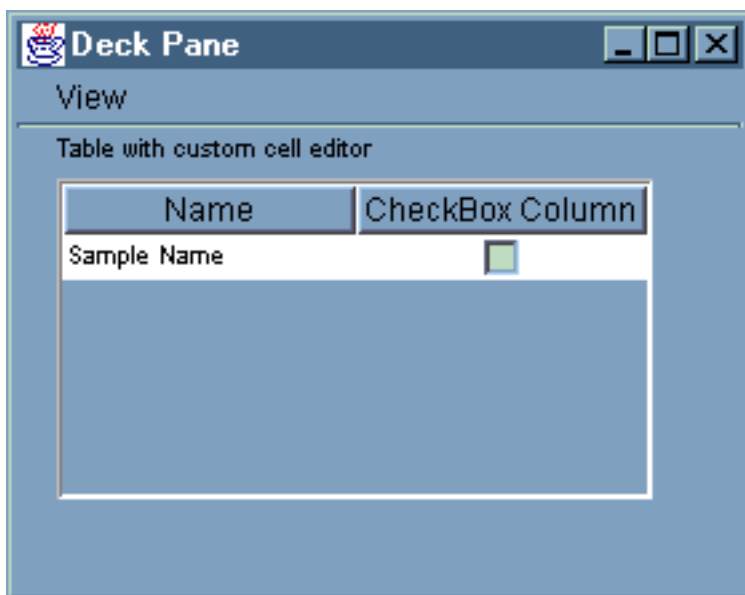 Deck Pane
View
Table with custom cell editor
Name CheckBox Column
Sample Name